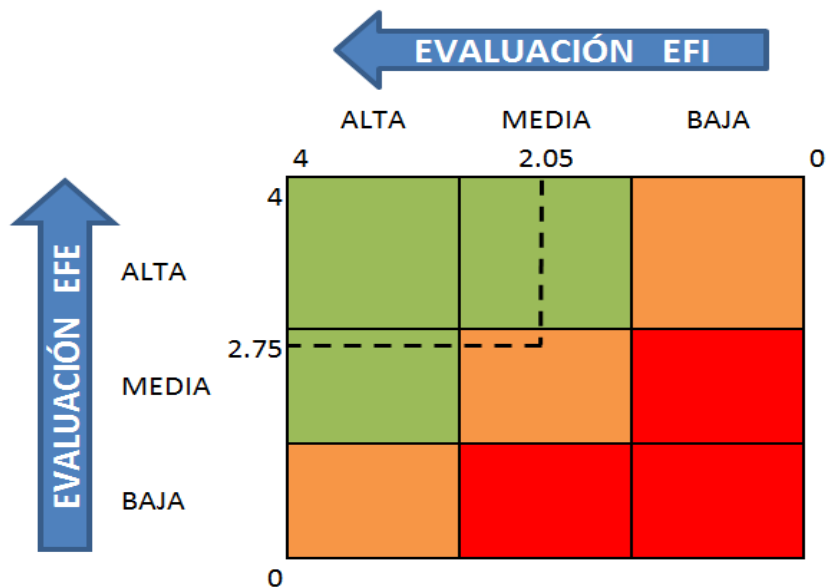 EVALUACIÓN EFI
ALTA MEDIA BAJA
4 2.05 0
4
EVALUACIÓN EFE
ALTA
2.75
MEDIA
BAJA
0